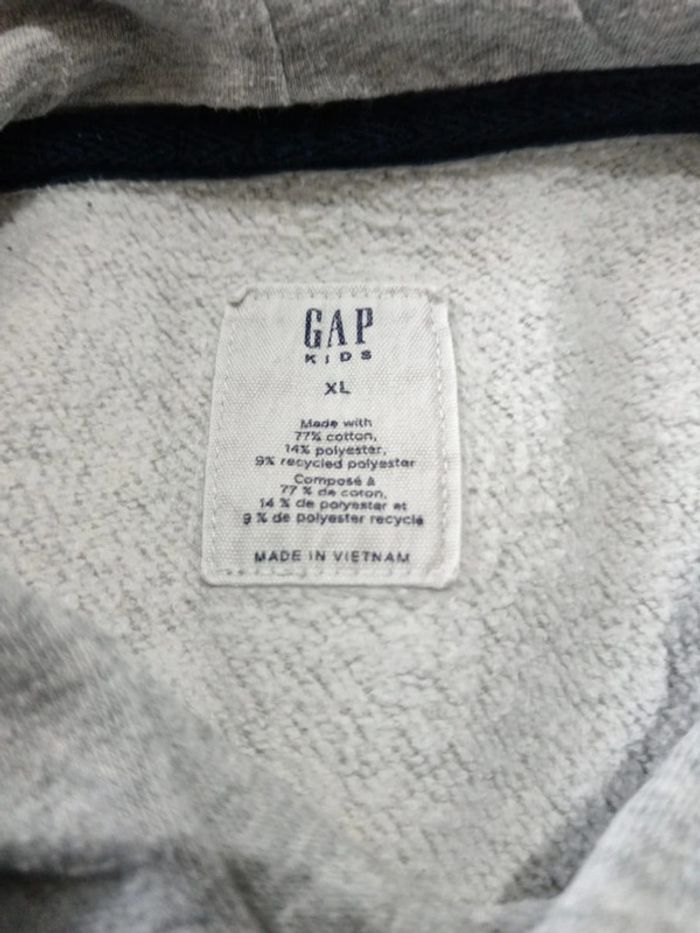 GAP
KIDS
XL
Made with
77% cotton,
14% polyester,
9% recycled polyester
Composé à
77 % de coton,
14 % de polyester et
9 % de polyester recyclé
MADE IN VIETNAM